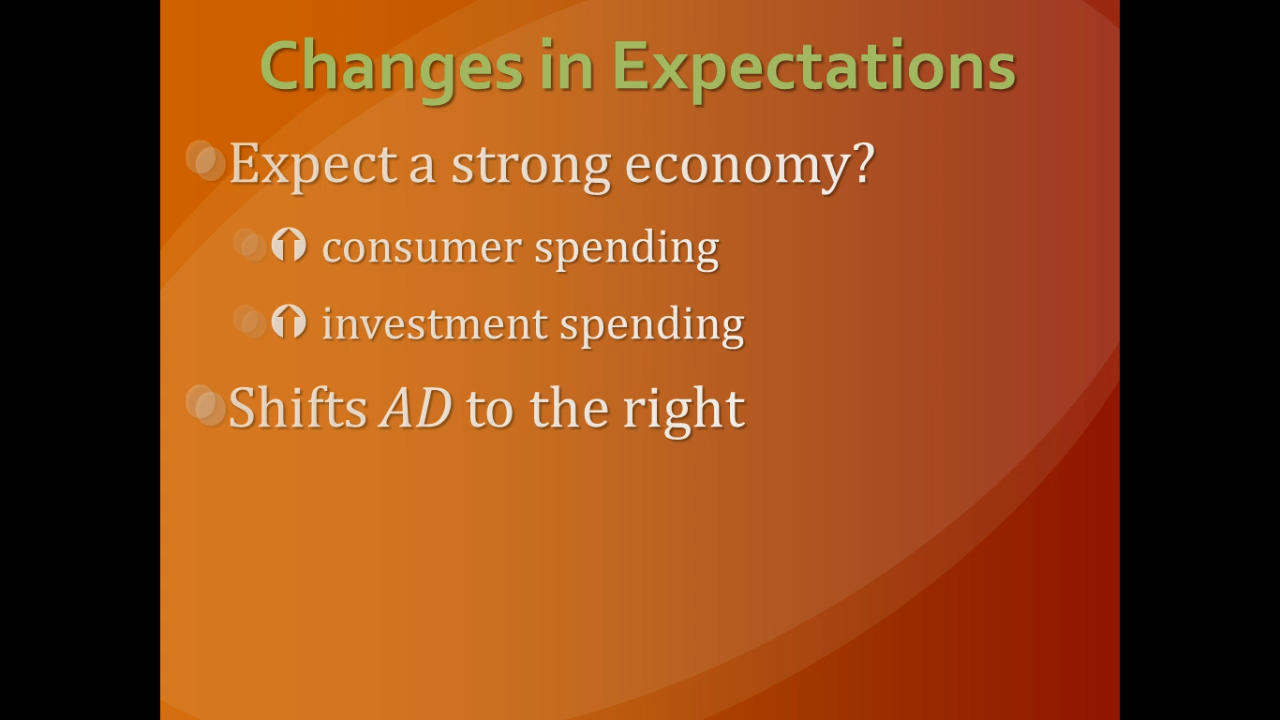 Changes in Expectations
Expect a strong economy?
⬆ consumer spending
⬆ investment spending
Shifts AD to the right